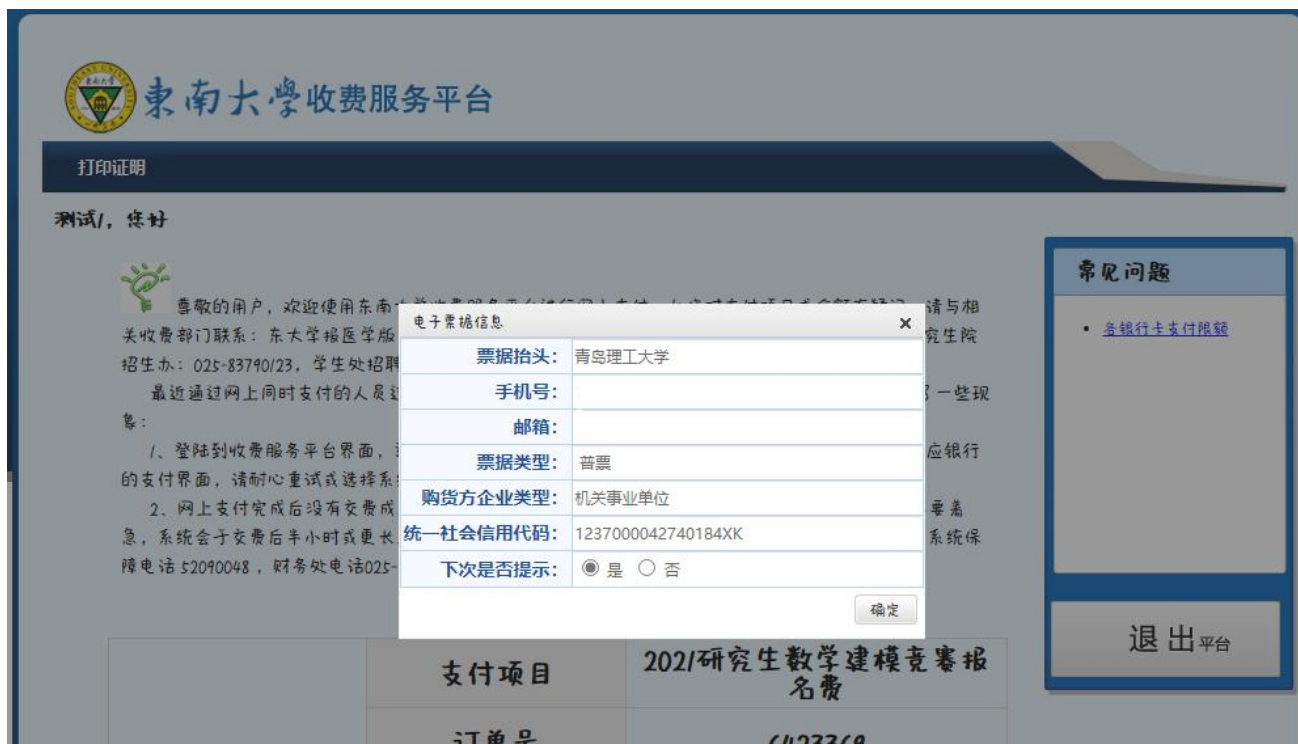 東南大學收费服务平台
打印证明
测试1，您好
尊敬的用户，欢迎使用东南
请与相
关收费部门联系：东大学报医学版
究生院
招生办：025-83790123，学生处招聘
最近通过网上同时支付的人员过
了一些现
象：
1、登陆到收费服务平台界面，
应银行
的支付界面，请耐心重试或选择系
2、网上支付完成后没有交费成
要着
急，系统会于交费后半小时或更长
系统保
障电话 52090048，财务处电话025-
电子票据信息
票据抬头： 青岛理工大学
手机号：
邮箱：
票据类型： 普票
购货方企业类型： 机关事业单位
统一社会信用代码： 1237000042740184XK
下次是否提示： 是 否
确定
常见问题
各银行卡支付限额
退出平台
支付项目 2021研究生数学建模竞赛报名费
订单号